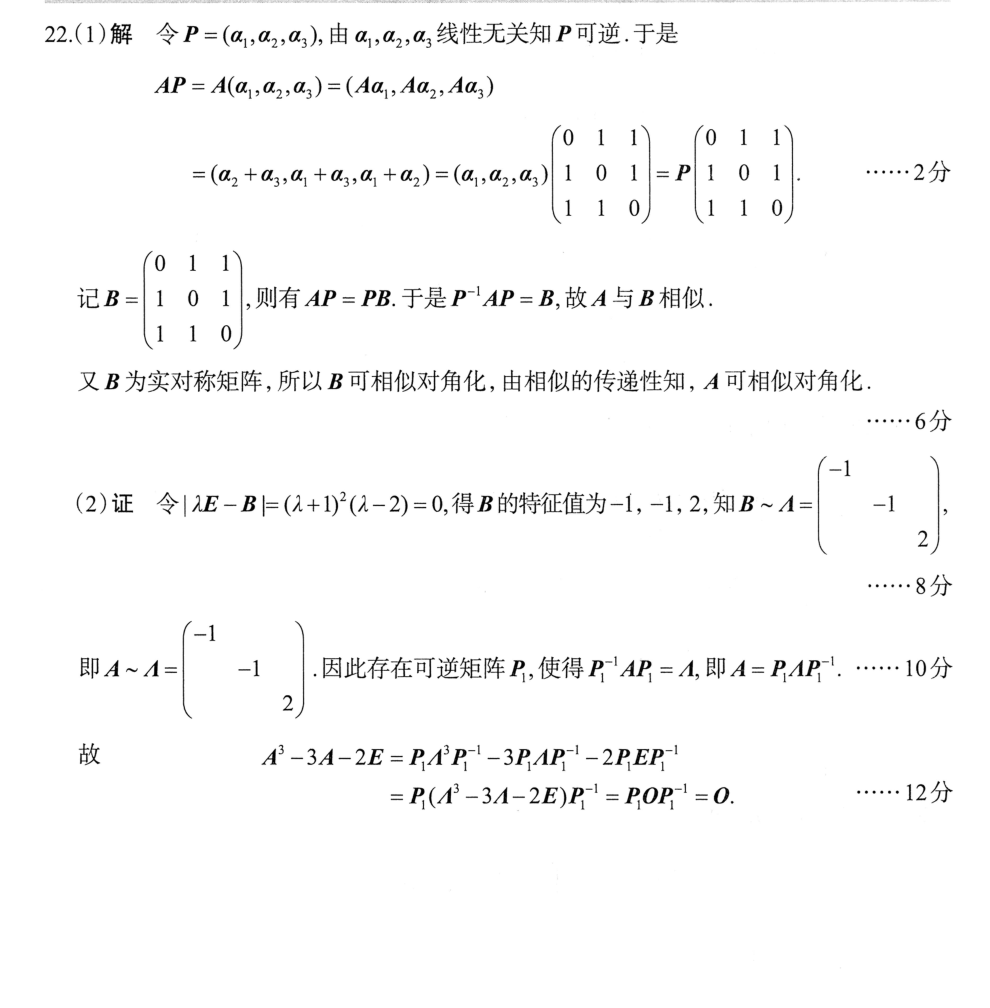 22.(1)解 令P=(α₁,α₂,α₃),由α₁,α₂,α₃线性无关知P可逆.于是
AP=A(α₁,α₂,α₃)=(Aα₁,Aα₂,Aα₃)
=(α₂+α₃,α₁+α₃,α₁+α₂)=(α₁,α₂,α₃)(0 1 1; 1 0 1; 1 1 0)=P(0 1 1; 1 0 1; 1 1 0). ……2分
记B=(0 1 1; 1 0 1; 1 1 0),则有AP=PB.于是P⁻¹AP=B,故A与B相似.
又B为实对称矩阵,所以B可相似对角化,由相似的传递性知,A可相似对角化.
……6分
(2)证 令|λE-B|=(λ+1)²(λ-2)=0,得B的特征值为-1,-1,2,知B~Λ=(-1 -1 2),
……8分
即A~Λ=(-1 -1 2).因此存在可逆矩阵P₁,使得P₁⁻¹AP₁=Λ,即A=P₁ΛP₁⁻¹. ……10分
故 A³-3A-2E=P₁Λ³P₁⁻¹-3P₁ΛP₁⁻¹-2P₁EP₁⁻¹
=P₁(Λ³-3Λ-2E)P₁⁻¹=P₁OP₁⁻¹=O. ……12分